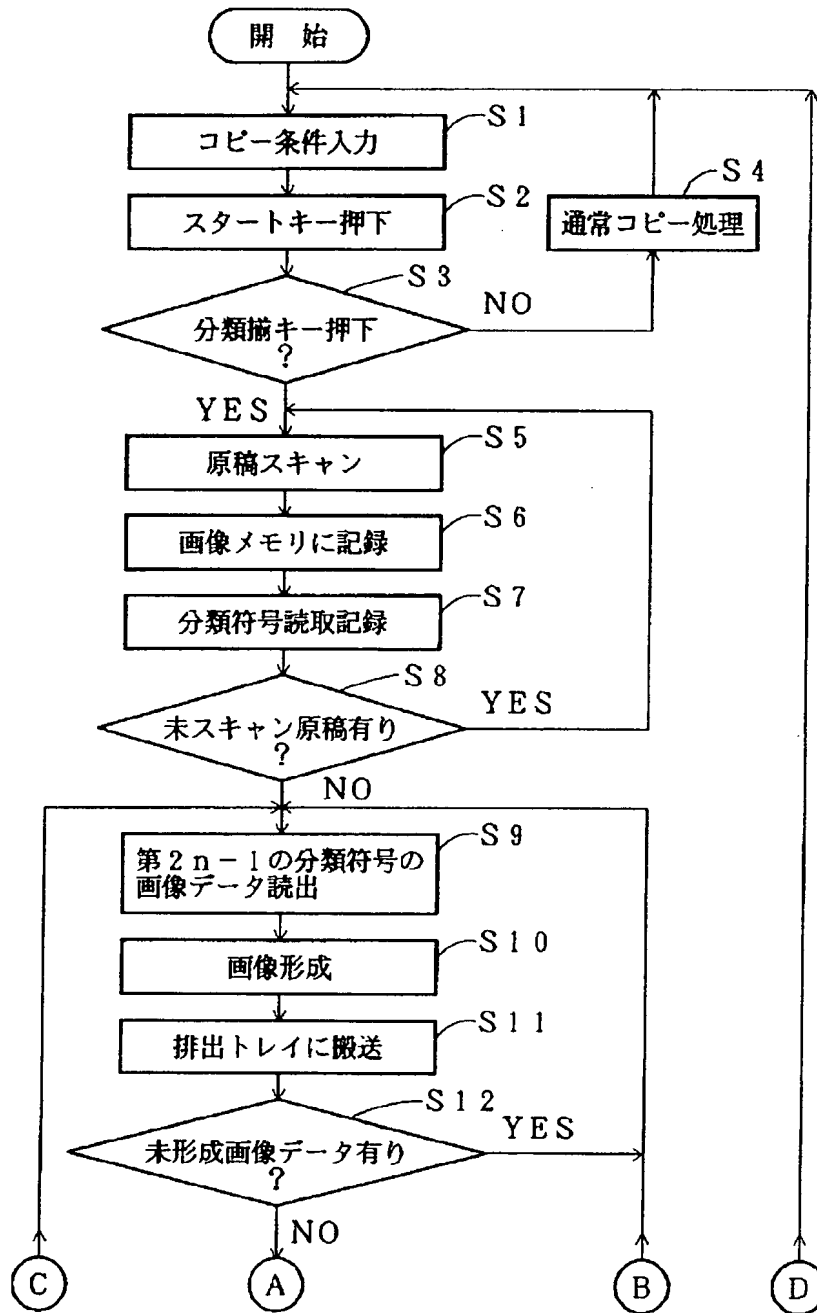 開 始
S1
コピー条件入力
S2
スタートキー押下
S4
通常コピー処理
S3
分類揃キー押下
?
NO
YES
S5
原稿スキャン
S6
画像メモリに記録
S7
分類符号読取記録
S8
未スキャン原稿有り
?
YES
NO
S9
第2n-1の分類符号の
画像データ読出
S10
画像形成
S11
排出トレイに搬送
S12
未形成画像データ有り
?
YES
NO
C
A
B
D